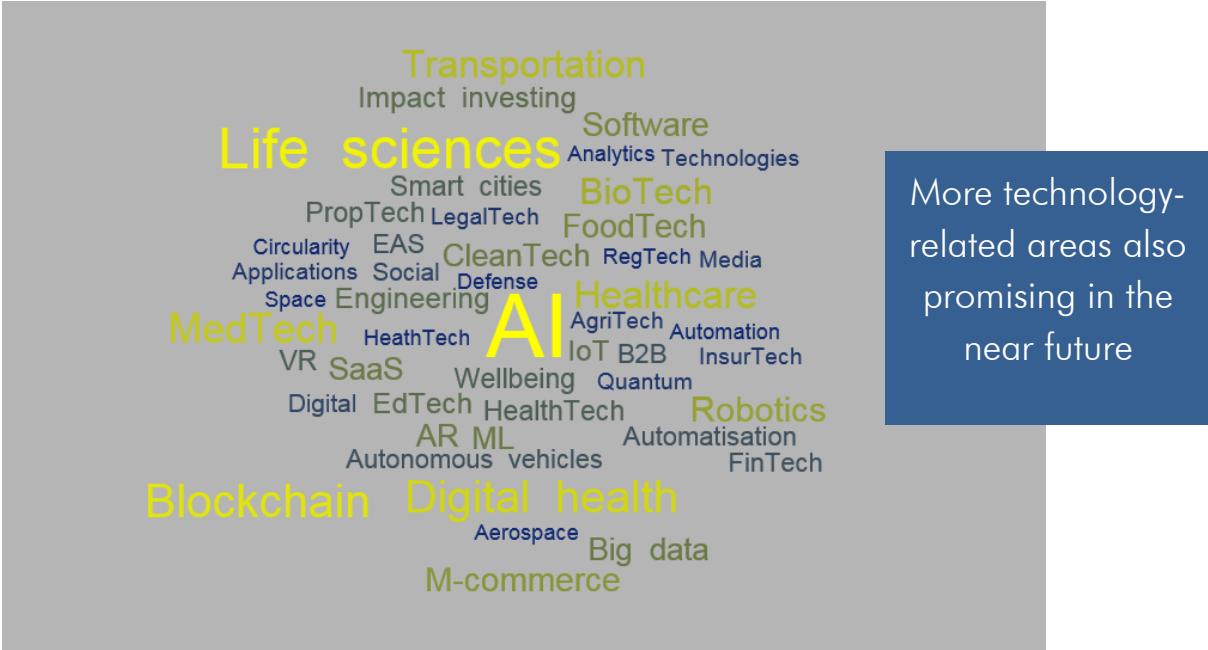 Transportation
Impact investing
Software
Life sciences
Analytics Technologies
Smart cities
BioTech
PropTech LegalTech
FoodTech
Circularity EAS
CleanTech RegTech Media
Applications Social
Defense
Space Engineering
Healthcare
AI
MedTech
HeathTech
AgriTech
Automation
IoT B2B InsurTech
VR SaaS
Wellbeing Quantum
Digital EdTech HealthTech
Robotics
AR ML
Automatisation
Autonomous vehicles
FinTech
Blockchain Digital health
Aerospace
Big data
M-commerce
More technology-
related areas also
promising in the
near future